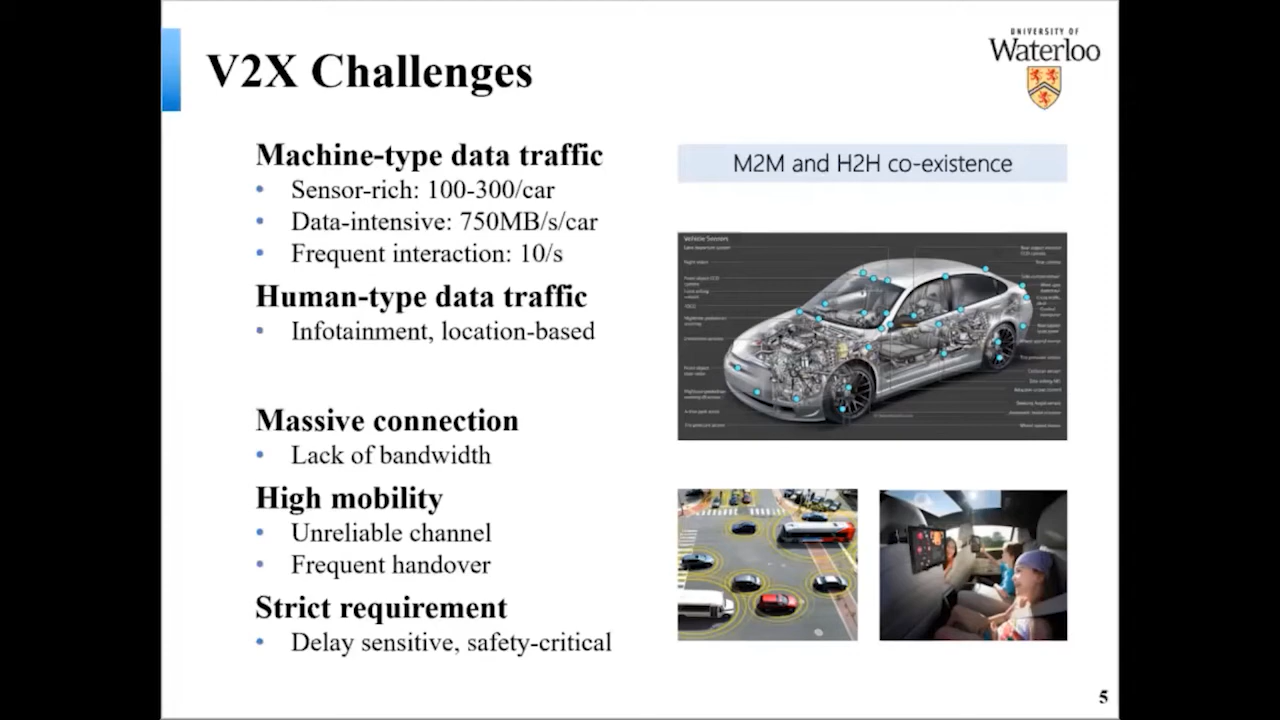 UNIVERSITY OF
Waterloo
V2X Challenges
Machine-type data traffic
• Sensor-rich: 100-300/car
• Data-intensive: 750MB/s/car
• Frequent interaction: 10/s
Human-type data traffic
• Infotainment, location-based
Massive connection
• Lack of bandwidth
High mobility
• Unreliable channel
• Frequent handover
Strict requirement
• Delay sensitive, safety-critical
M2M and H2H co-existence
Vehicle Sensors
5